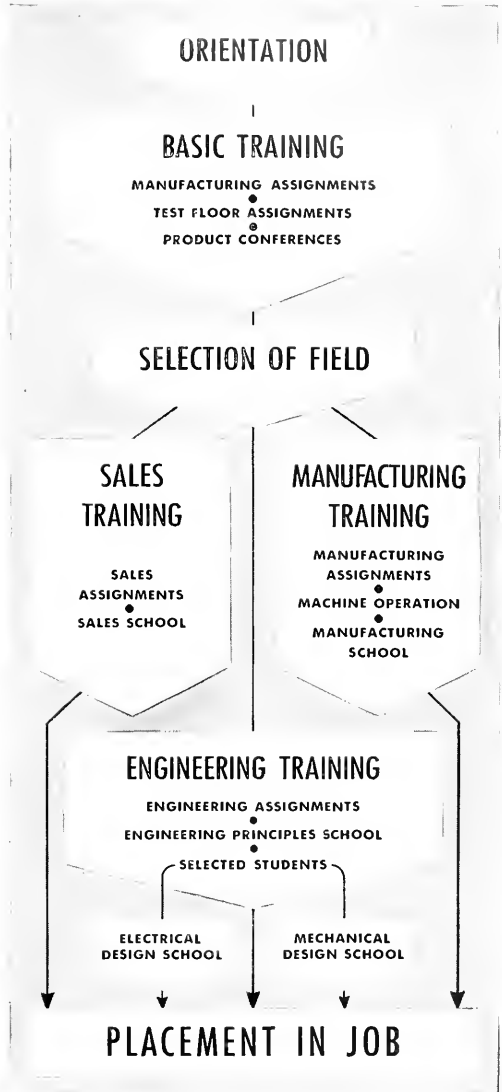 ORIENTATION
BASIC TRAINING
MANUFACTURING ASSIGNMENTS
TEST FLOOR ASSIGNMENTS
PRODUCT CONFERENCES
SELECTION OF FIELD
SALES
TRAINING
SALES
ASSIGNMENTS
SALES SCHOOL
MANUFACTURING
TRAINING
MANUFACTURING
ASSIGNMENTS
MACHINE OPERATION
MANUFACTURING
SCHOOL
ENGINEERING TRAINING
ENGINEERING ASSIGNMENTS
ENGINEERING PRINCIPLES SCHOOL
SELECTED STUDENTS
ELECTRICAL
DESIGN SCHOOL
MECHANICAL
DESIGN SCHOOL
PLACEMENT IN JOB